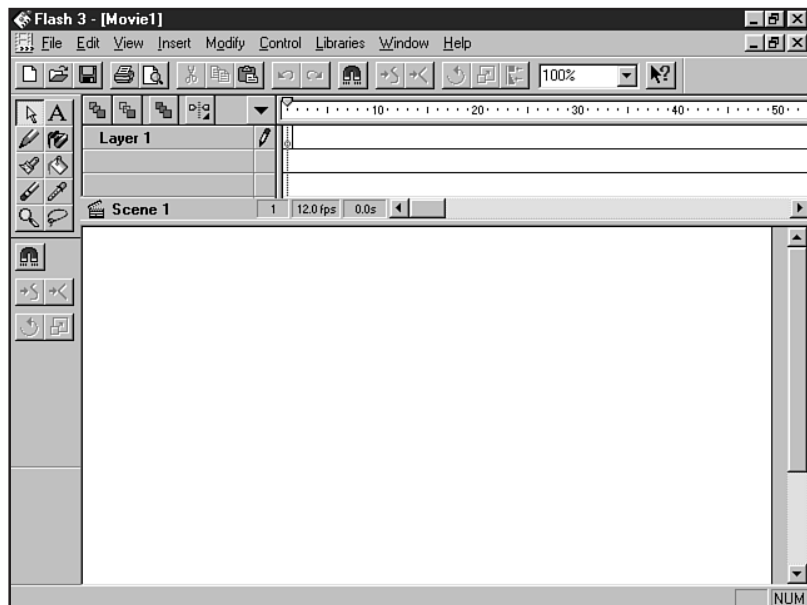 Flash 3 - [Movie1]
File Edit View Insert Modify Control Libraries Window Help
100%
A
10 20 30 40 50
Layer 1
Scene 1 1 12.0 fps 0.0s
NUM